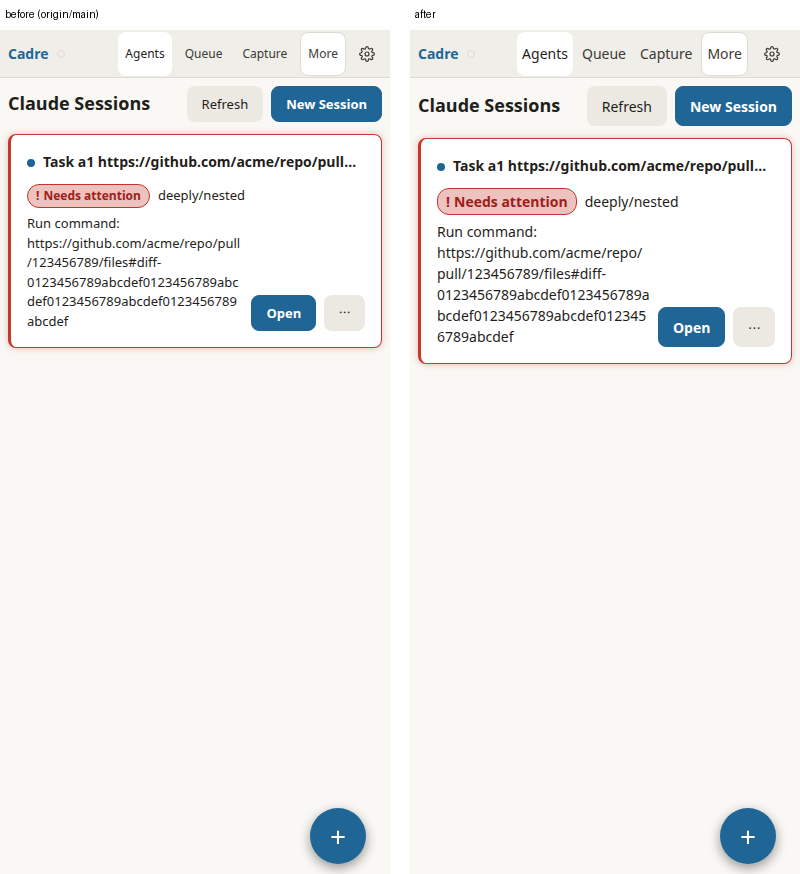 before (origin/main)
Cadre
Agents
Queue
Capture
More
Claude Sessions
Refresh
New Session
Task a1 https://github.com/acme/repo/pull...
! Needs attention
deeply/nested
Run command:
https://github.com/acme/repo/pull
/123456789/files#diff-
0123456789abcdef0123456789abc
def0123456789abcdef0123456789
abcdef
Open
...
+
after
Cadre
Agents
Queue
Capture
More
Claude Sessions
Refresh
New Session
Task a1 https://github.com/acme/repo/pull...
! Needs attention
deeply/nested
Run command:
https://github.com/acme/repo/
pull/123456789/files#diff-
0123456789abcdef0123456789a
bcdef0123456789abcdef012345
6789abcdef
Open
...
+